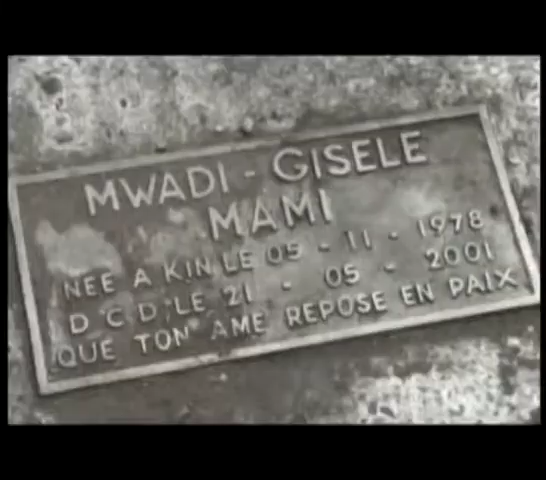 MWADI - GISELE
MAMI
NEE A KIN LE 05 - 11 - 1978
D C D LE 21 - 05 - 2001
QUE TON AME REPOSE EN PAIX